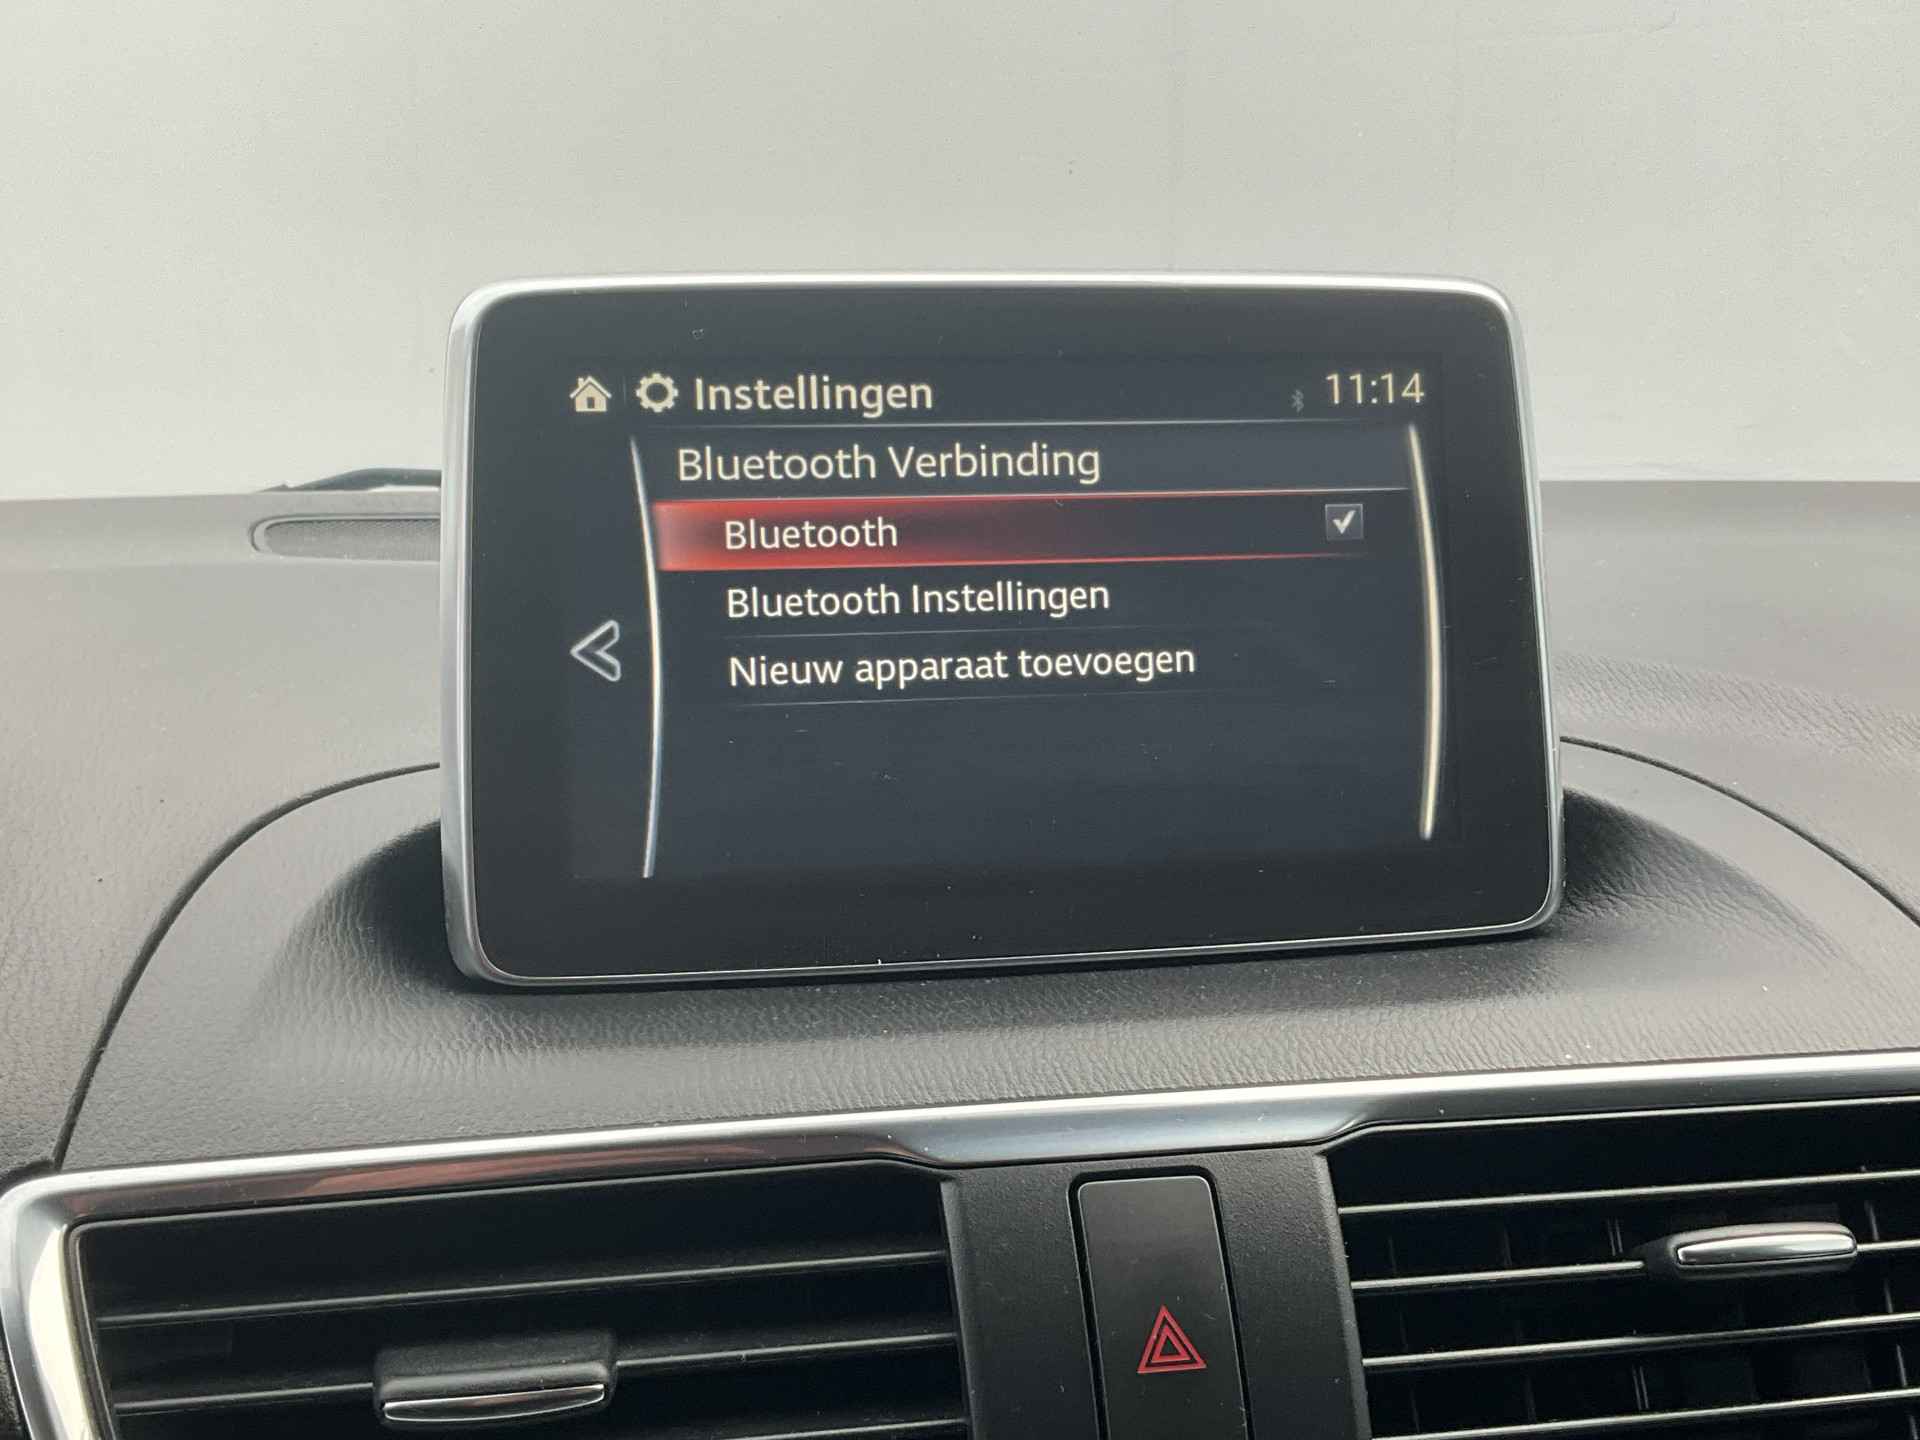 Instellingen 11:14
Bluetooth Verbinding
Bluetooth
Bluetooth Instellingen
Nieuw apparaat toevoegen